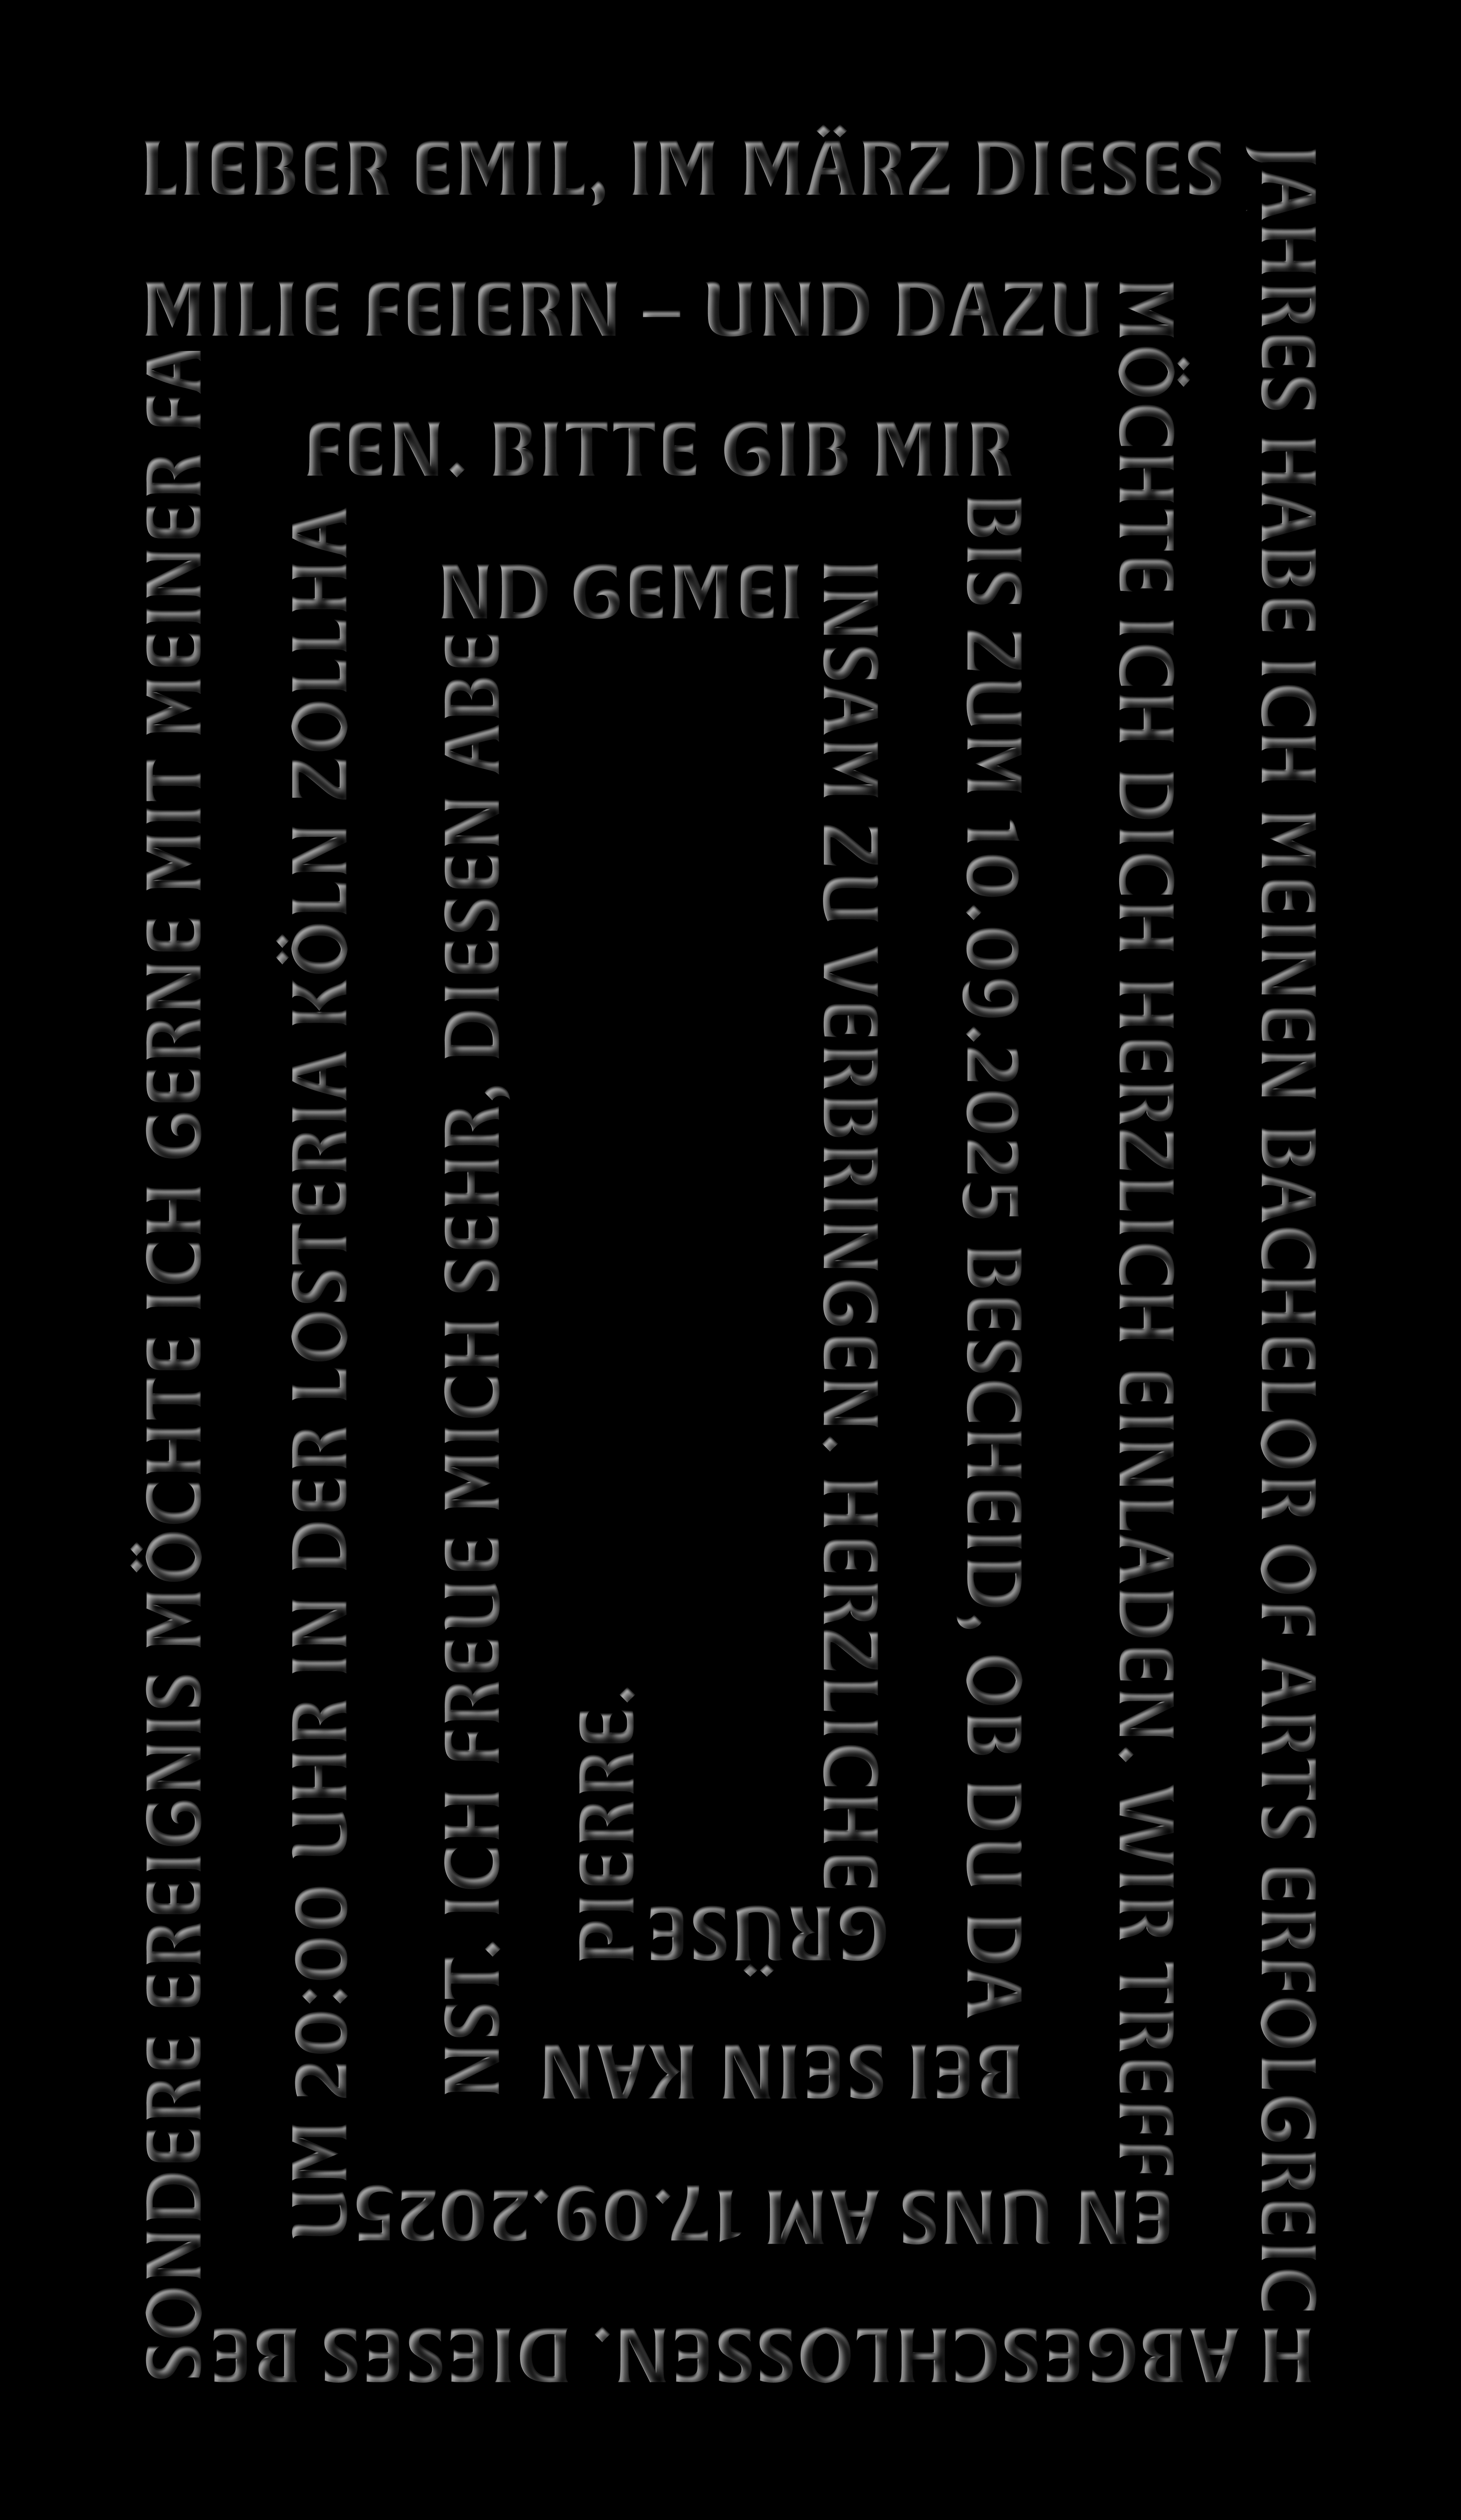 LIEBER EMIL, IM MÄRZ DIESES
JAHRES HABE ICH MEINEN BACHELOR OF ARTS ERFOLGREIC
H ABGESCHLOSSEN. DIESES BE
SONDERE EREIGNIS MÖCHTE ICH GERNE MIT MEINER FA
MILIE FEIERN – UND DAZU
MÖCHTE ICH DICH HERZLICH EINLADEN. WIR TREFF
EN UNS AM 17.09.2025
UM 20:00 UHR IN DER LOSTERIA KÖLN ZOLLHA
FEN. BITTE GIB MIR
BIS ZUM 10.09.2025 BESCHEID, OB DU DA
BEI SEIN KAN
NST. ICH FREUE MICH SEHR, DIESEN ABE
ND GEMEI
INSAM ZU VERBRINGEN. HERZLICHE
GRÜSE
PIERRE.